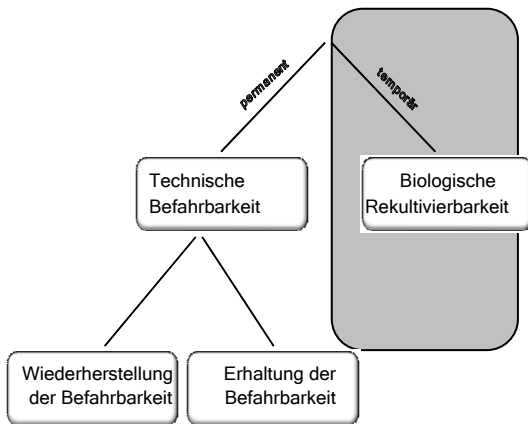 permanent
temporär
Technische
Befahrbarkeit
Biologische
Rekultivierbarkeit
Wiederherstellung
der Befahrbarkeit
Erhaltung der
Befahrbarkeit